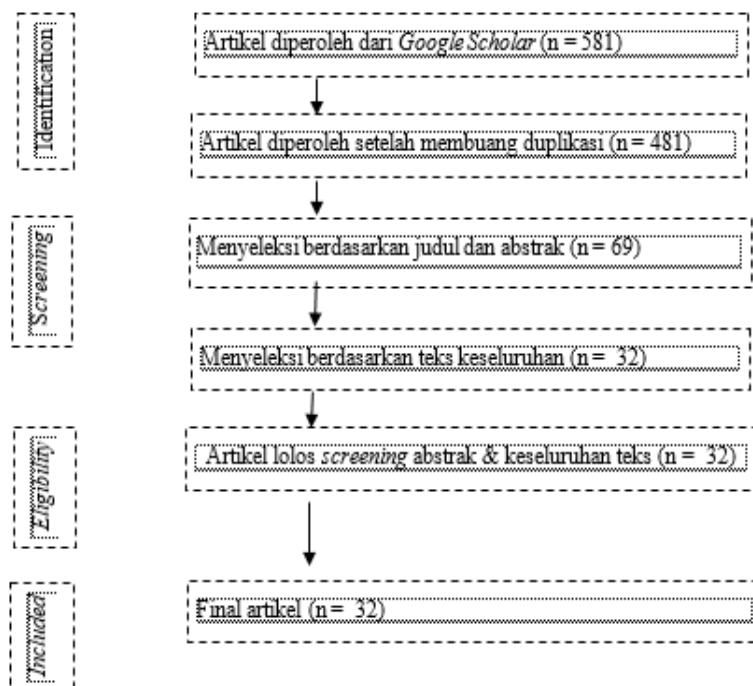 Identification
Artikel diperoleh dari Google Scholar (n = 581)
Artikel diperoleh setelah membuang duplikasi (n = 481)
Screening
Menyeleksi berdasarkan judul dan abstrak (n = 69)
Menyeleksi berdasarkan teks keseluruhan (n = 32)
Eligibility
Artikel lolos screening abstrak & keseluruhan teks (n = 32)
Included
Final artikel (n = 32)